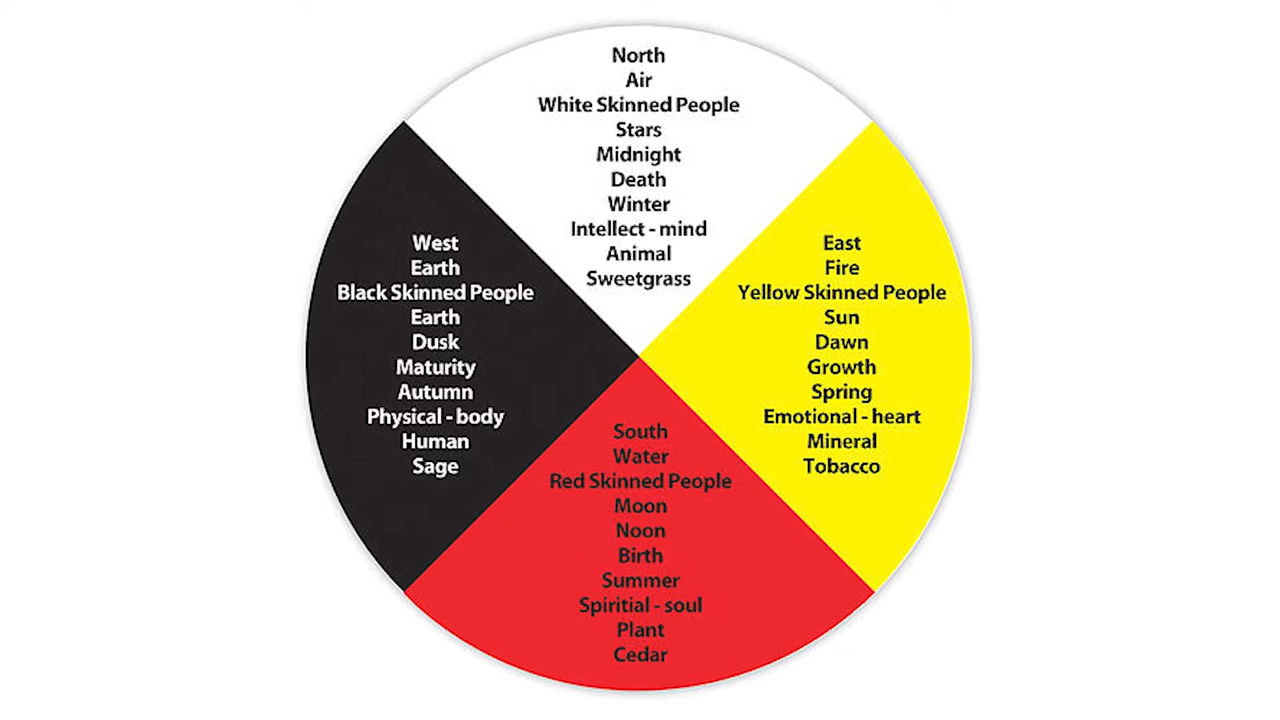 North
Air
White Skinned People
Stars
Midnight
Death
Winter
Intellect - mind
Animal
Sweetgrass
West
Earth
Black Skinned People
Earth
Dusk
Maturity
Autumn
Physical - body
Human
Sage
East
Fire
Yellow Skinned People
Sun
Dawn
Growth
Spring
Emotional - heart
Mineral
Tobacco
South
Water
Red Skinned People
Moon
Noon
Birth
Summer
Spiritial - soul
Plant
Cedar